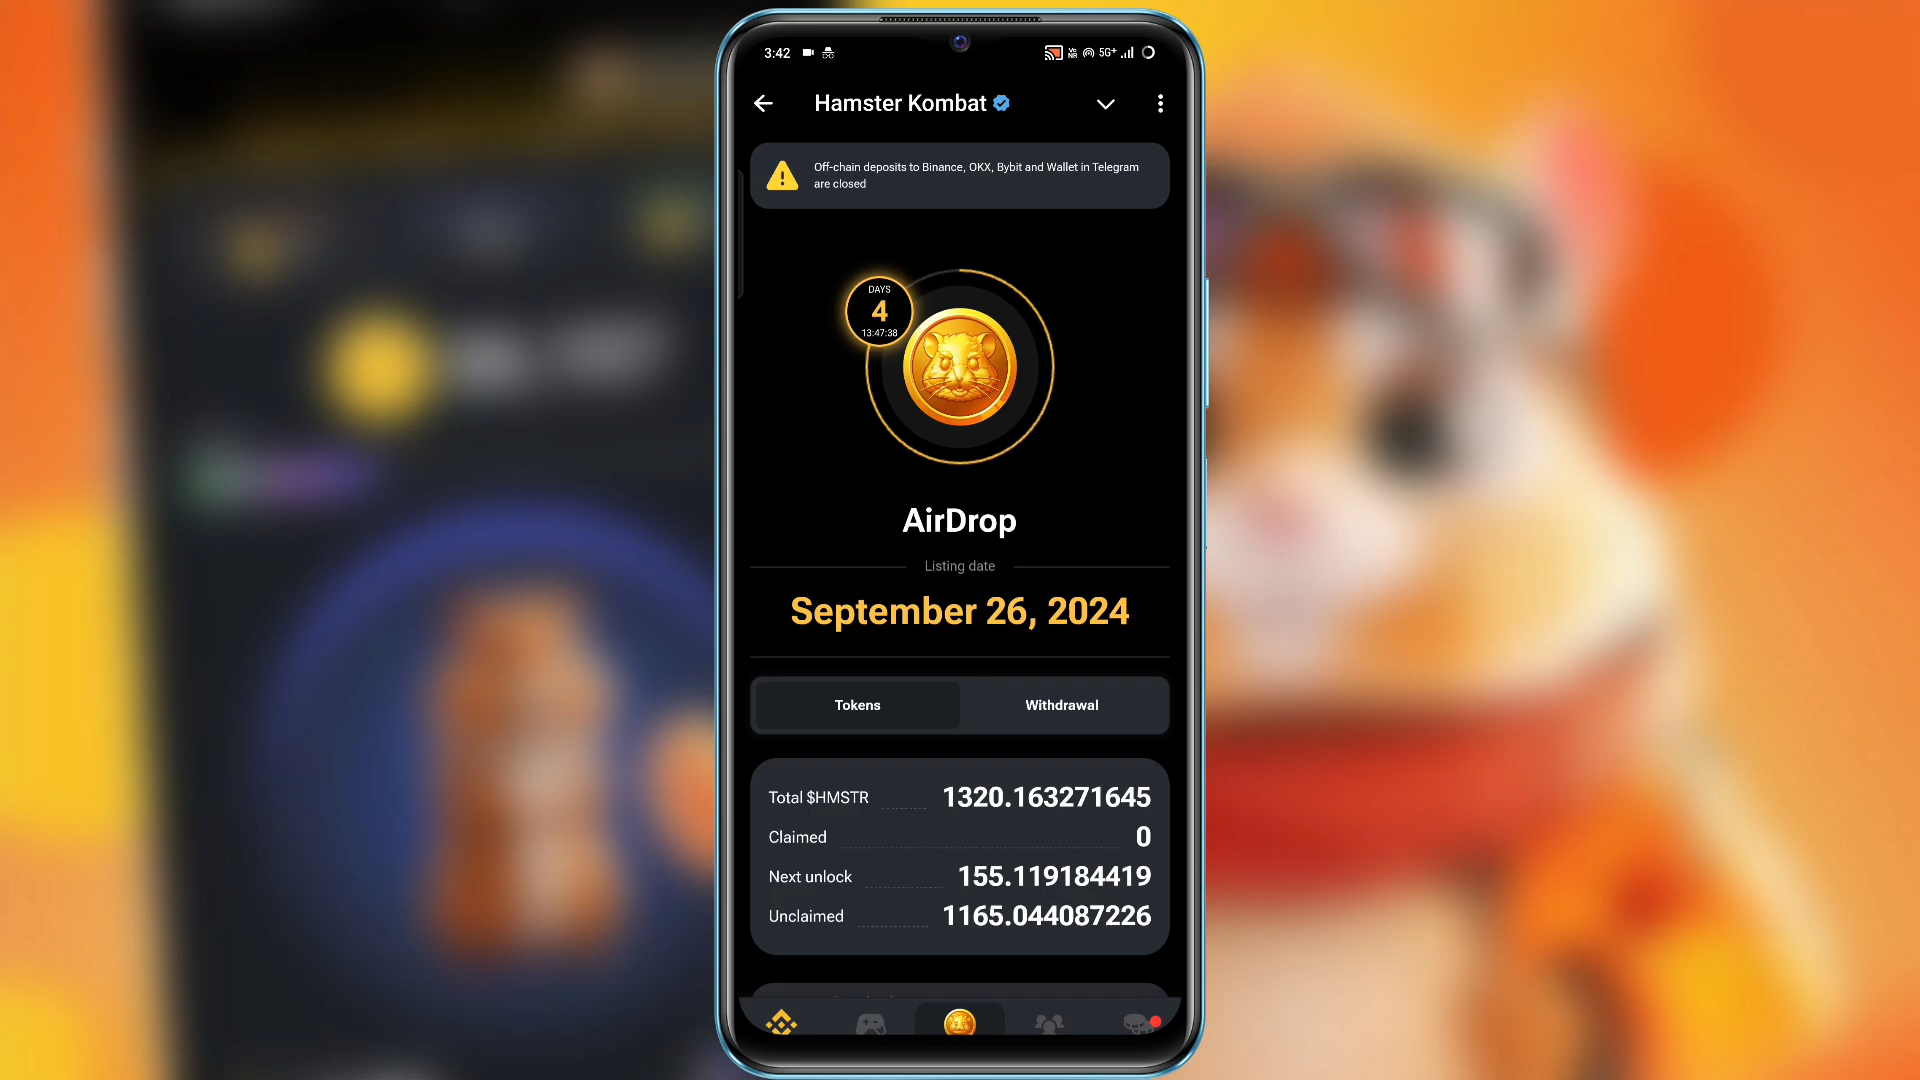 3:42
Vo
NR
5G+
Hamster Kombat
Off-chain deposits to Binance, OKX, Bybit and Wallet in Telegram
are closed
DAYS
4
13:47:38
AirDrop
Listing date
September 26, 2024
Tokens
Withdrawal
Total $HMSTR 1320.163271645
Claimed 0
Next unlock 155.119184419
Unclaimed 1165.044087226